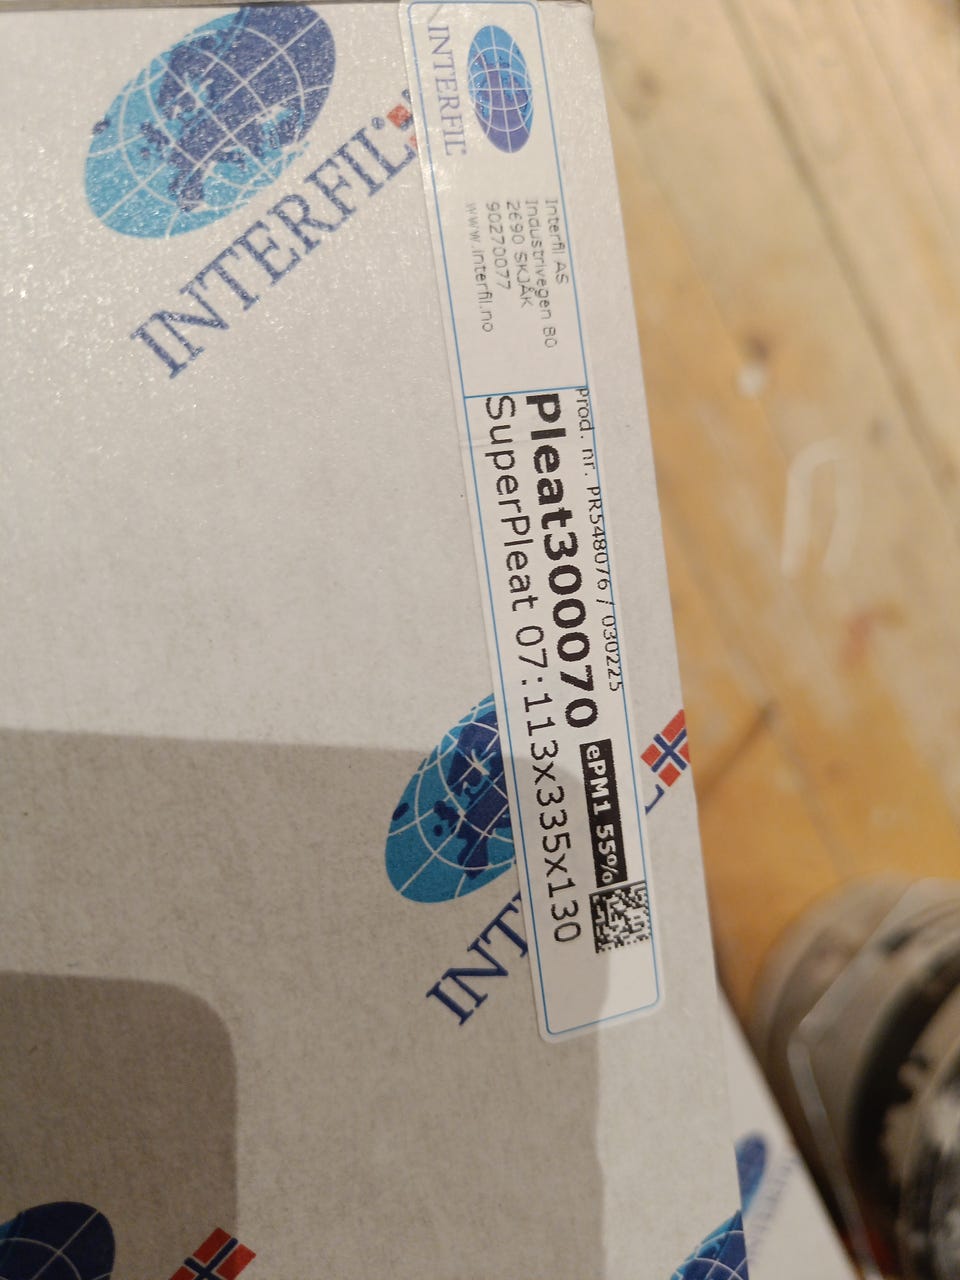 INTERFIL
INTERFIL®
Interfil AS
Industrivegen 80
2690 SKJÅK
90270077
www.interfil.no
Prod. nr. PR548076 / 030225
Pleat300070 ePM1 55%
SuperPleat 07:113x335x130
INT
L